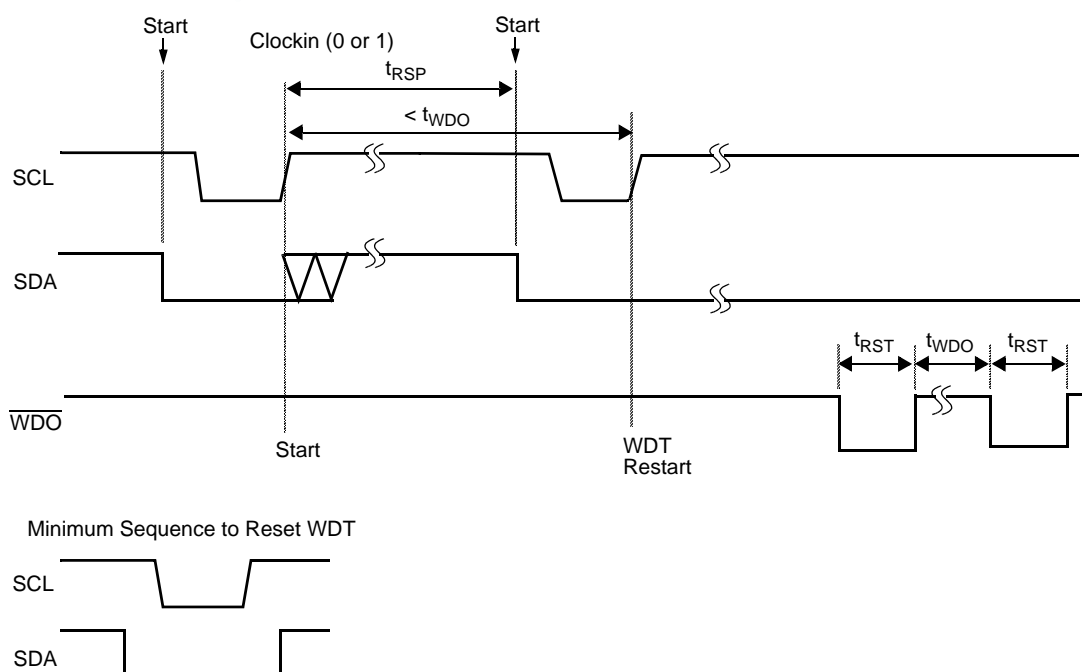 Start
Start
Clockin (0 or 1)
tRSP
< tWDO
SCL
SDA
tRST
tWDO
tRST
WDO
Start
WDT
Restart
Minimum Sequence to Reset WDT
SCL
SDA